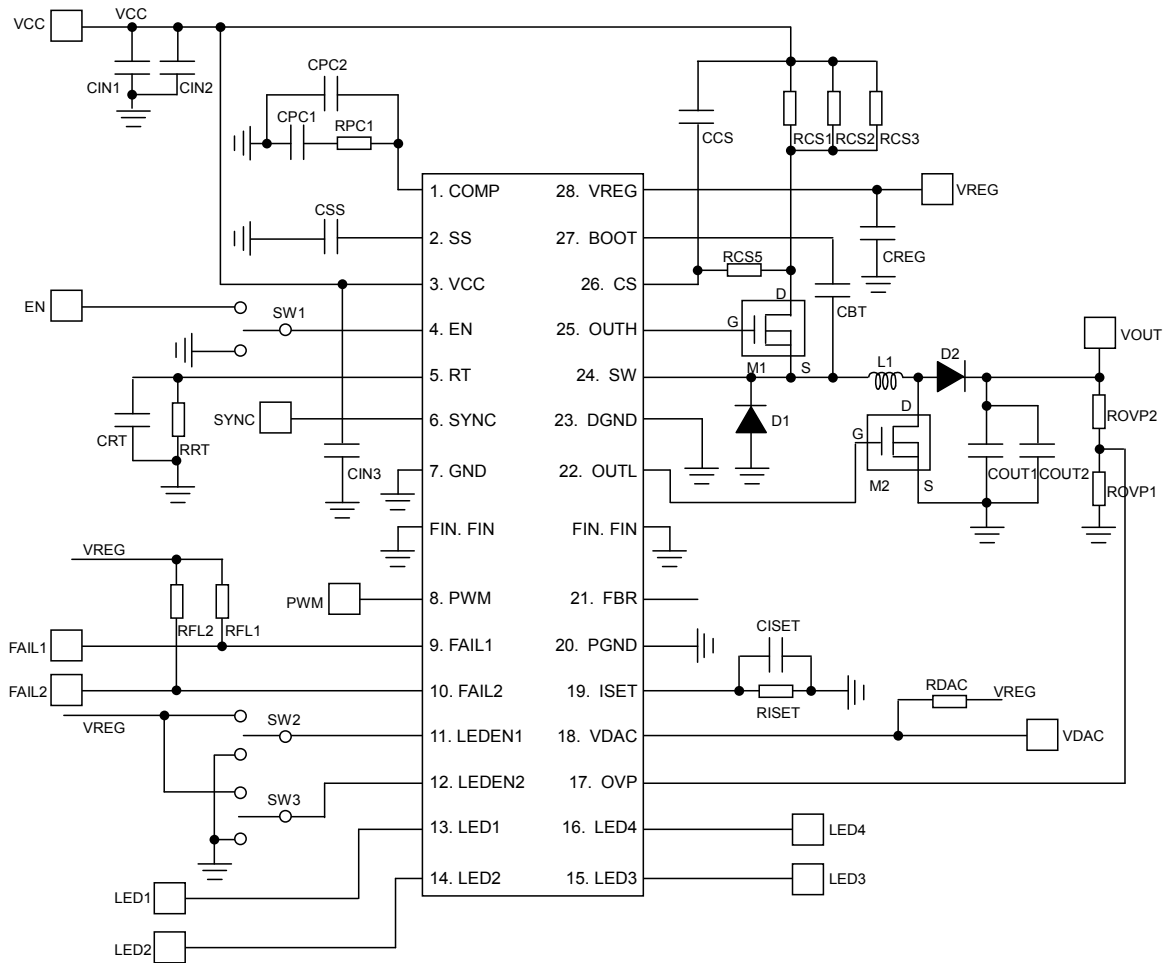 VCC
VCC
CIN1
CIN2
CPC2
CPC1
RPC1
CCS
RCS1
RCS2
RCS3
1. COMP
28. VREG
VREG
CSS
2. SS
27. BOOT
CREG
RCS5
3. VCC
26. CS
EN
SW1
D
CBT
4. EN
25. OUTH
G
VOUT
M1
S
L1
D2
5. RT
24. SW
D
ROVP2
CRT
RRT
SYNC
6. SYNC
23. DGND
D1
G
CIN3
7. GND
22. OUTL
M2
S
COUT1
COUT2
ROVP1
FIN. FIN
FIN. FIN
VREG
PWM
8. PWM
21. FBR
RFL2
RFL1
CISET
FAIL1
9. FAIL1
20. PGND
FAIL2
10. FAIL2
19. ISET
RISET
RDAC
VREG
VREG
SW2
11. LEDEN1
18. VDAC
VDAC
12. LEDEN2
17. OVP
SW3
13. LED1
16. LED4
LED4
14. LED2
15. LED3
LED3
LED1
LED2